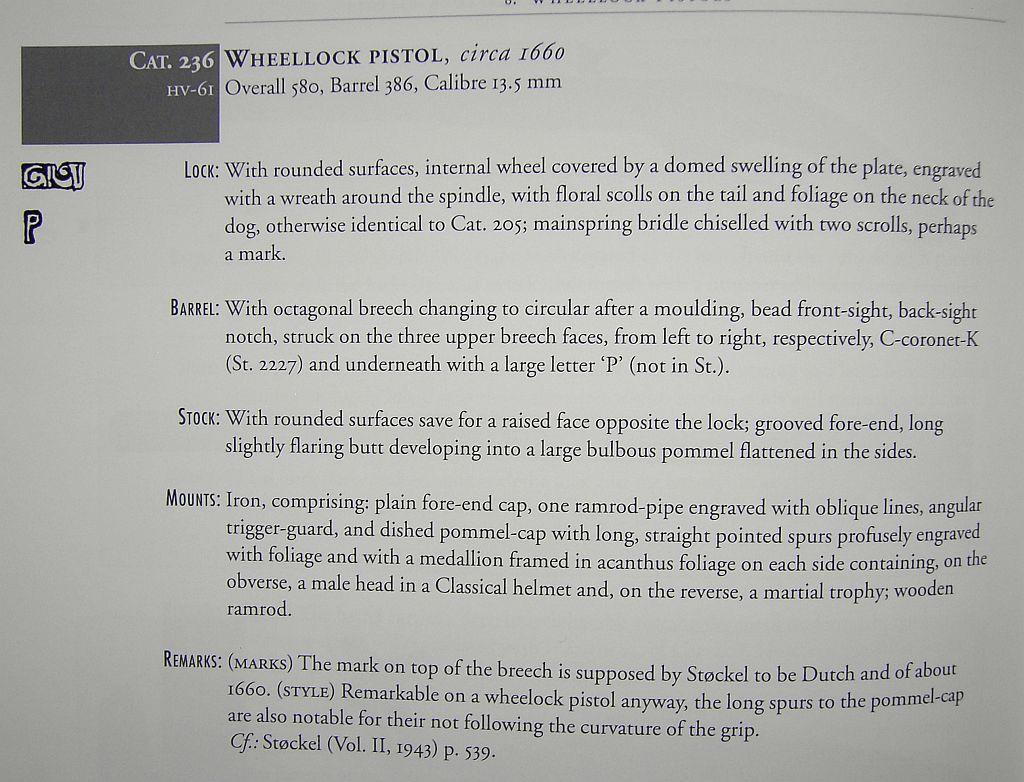 CAT. 236 WHEELLOCK PISTOL, circa 1660
HV-61 Overall 580, Barrel 386, Calibre 13.5 mm
LOCK: With rounded surfaces, internal wheel covered by a domed swelling of the plate, engraved
with a wreath around the spindle, with floral scolls on the tail and foliage on the neck of the
dog, otherwise identical to Cat. 205; mainspring bridle chiselled with two scrolls, perhaps
a mark.
P
BARREL: With octagonal breech changing to circular after a moulding, bead front-sight, back-sight
notch, struck on the three upper breech faces, from left to right, respectively, C-coronet-K
(St. 2227) and underneath with a large letter ‘P’ (not in St.).
STOCK: With rounded surfaces save for a raised face opposite the lock; grooved fore-end, long
slightly flaring butt developing into a large bulbous pommel flattened in the sides.
MOUNTS: Iron, comprising: plain fore-end cap, one ramrod-pipe engraved with oblique lines, angular
trigger-guard, and dished pommel-cap with long, straight pointed spurs profusely engraved
with foliage and with a medallion framed in acanthus foliage on each side containing, on the
obverse, a male head in a Classical helmet and, on the reverse, a martial trophy; wooden
ramrod.
REMARKS: (MARKS) The mark on top of the breech is supposed by Støckel to be Dutch and of about
1660. (STYLE) Remarkable on a wheelock pistol anyway, the long spurs to the pommel-cap
are also notable for their not following the curvature of the grip.
Cf.: Støckel (Vol. II, 1943) p. 539.